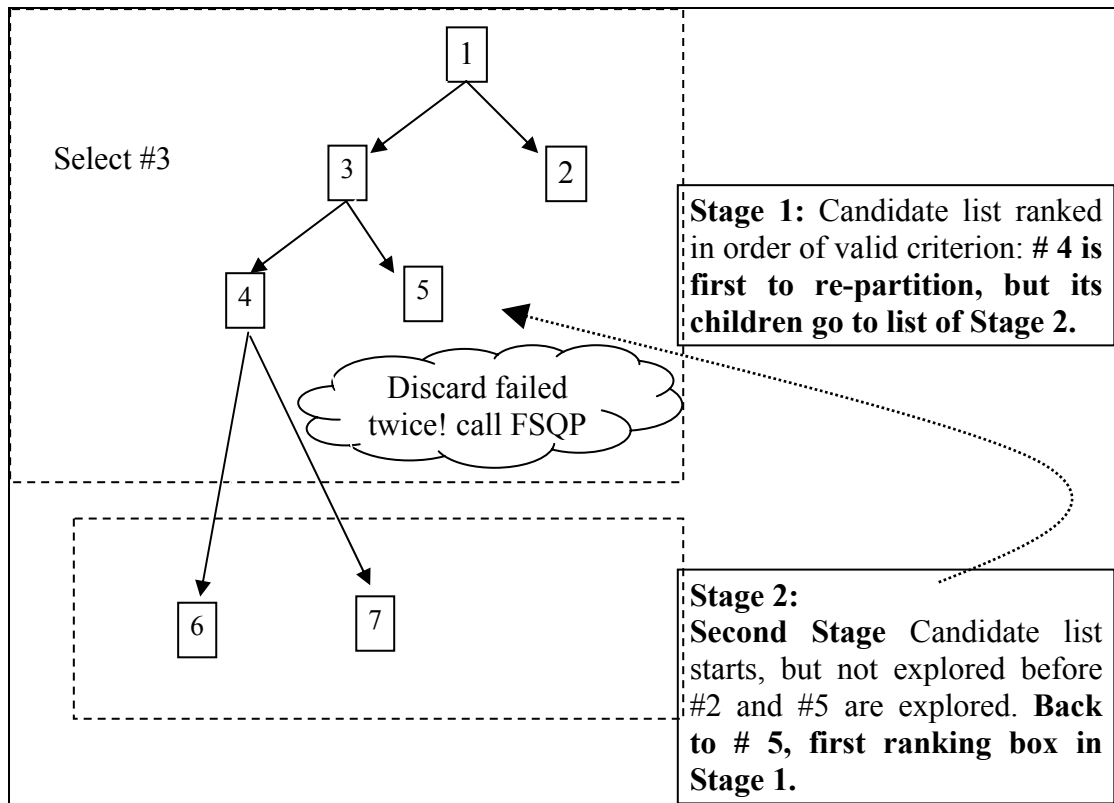 1
Select #3
3
2
Stage 1: Candidate list ranked
in order of valid criterion: # 4 is
first to re-partition, but its
children go to list of Stage 2.
4
5
Discard failed
twice! call FSQP
6
7
Stage 2:
Second Stage Candidate list
starts, but not explored before
#2 and #5 are explored. Back
to # 5, first ranking box in
Stage 1.